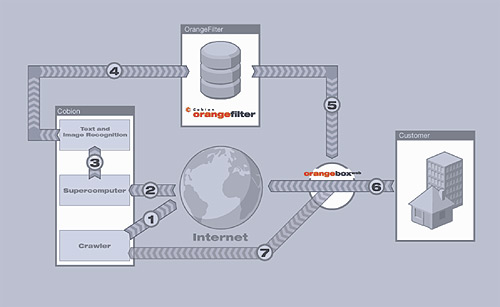 OrangeFilter
4
Cobion
orangefilter
5
Cobion
Text and
Image Recognition
3
Supercomputer
2
1
Crawler
Internet
orangebox web
6
7
Customer